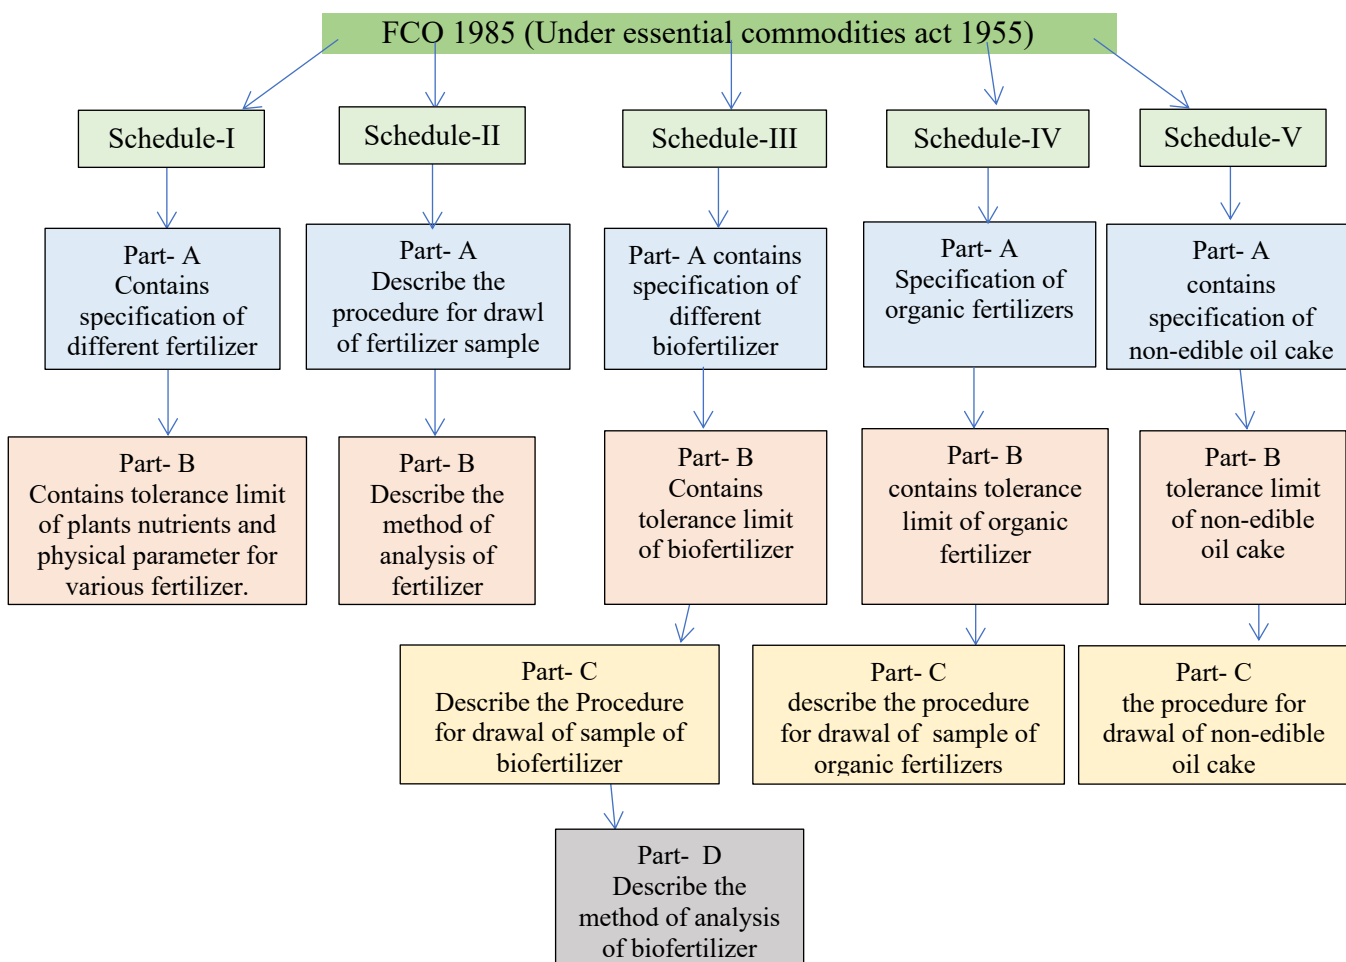 FCO 1985 (Under essential commodities act 1955)
Schedule-I
Schedule-II
Schedule-III
Schedule-IV
Schedule-V
Part- A
Contains
specification of
different fertilizer
Part- A
Describe the
procedure for drawl
of fertilizer sample
Part- A contains
specification of
different
biofertilizer
Part- A
Specification of
organic fertilizers
Part- A
contains
specification of
non-edible oil cake
Part- B
Contains tolerance limit
of plants nutrients and
physical parameter for
various fertilizer.
Part- B
Describe the
method of
analysis of
fertilizer
Part- B
Contains
tolerance limit
of biofertilizer
Part- B
contains tolerance
limit of organic
fertilizer
Part- B
tolerance limit
of non-edible
oil cake
Part- C
Describe the Procedure
for drawal of sample of
biofertilizer
Part- C
describe the procedure
for drawal of sample of
organic fertilizers
Part- C
the procedure for
drawal of non-edible
oil cake
Part- D
Describe the
method of analysis
of biofertilizer